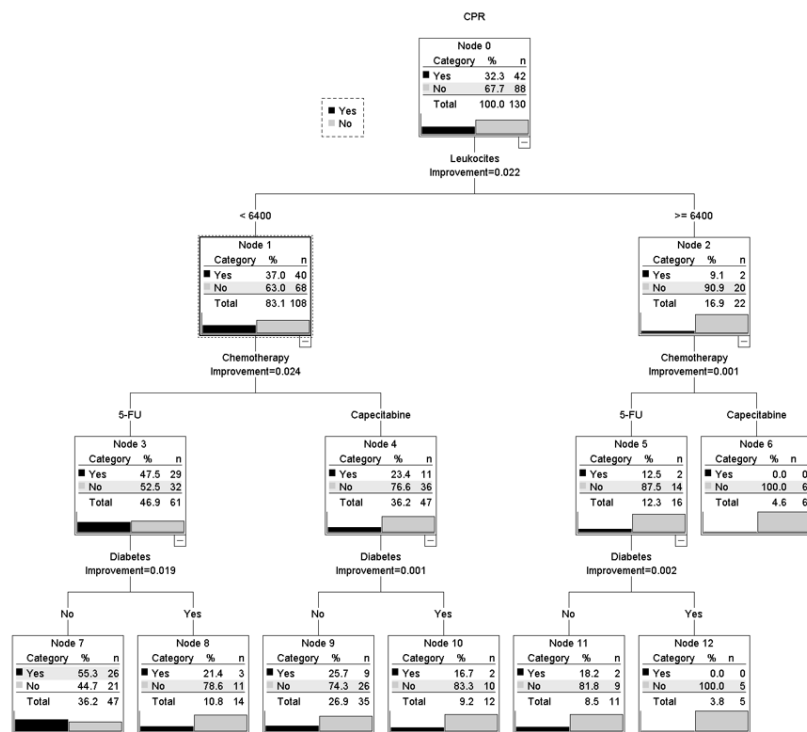 CPR
Node 0
Category % n
Yes 32.3 42
No 67.7 88
Total 100.0 130
Yes
No
Leukocites
Improvement=0.022
< 6400
>= 6400
Node 1
Category % n
Yes 37.0 40
No 63.0 68
Total 83.1 108
Node 2
Category % n
Yes 9.1 2
No 90.9 20
Total 16.9 22
Chemotherapy
Improvement=0.024
Chemotherapy
Improvement=0.001
5-FU
Capecitabine
5-FU
Capecitabine
Node 3
Category % n
Yes 47.5 29
No 52.5 32
Total 46.9 61
Node 4
Category % n
Yes 23.4 11
No 76.6 36
Total 36.2 47
Node 5
Category % n
Yes 12.5 2
No 87.5 14
Total 12.3 16
Node 6
Category % n
Yes 0.0 0
No 100.0 6
Total 4.6 6
Diabetes
Improvement=0.019
Diabetes
Improvement=0.001
Diabetes
Improvement=0.002
No
Yes
No
Yes
No
Yes
Node 7
Category % n
Yes 55.3 26
No 44.7 21
Total 36.2 47
Node 8
Category % n
Yes 21.4 3
No 78.6 11
Total 10.8 14
Node 9
Category % n
Yes 25.7 9
No 74.3 26
Total 26.9 35
Node 10
Category % n
Yes 16.7 2
No 83.3 10
Total 9.2 12
Node 11
Category % n
Yes 18.2 2
No 81.8 9
Total 8.5 11
Node 12
Category % n
Yes 0.0 0
No 100.0 5
Total 3.8 5